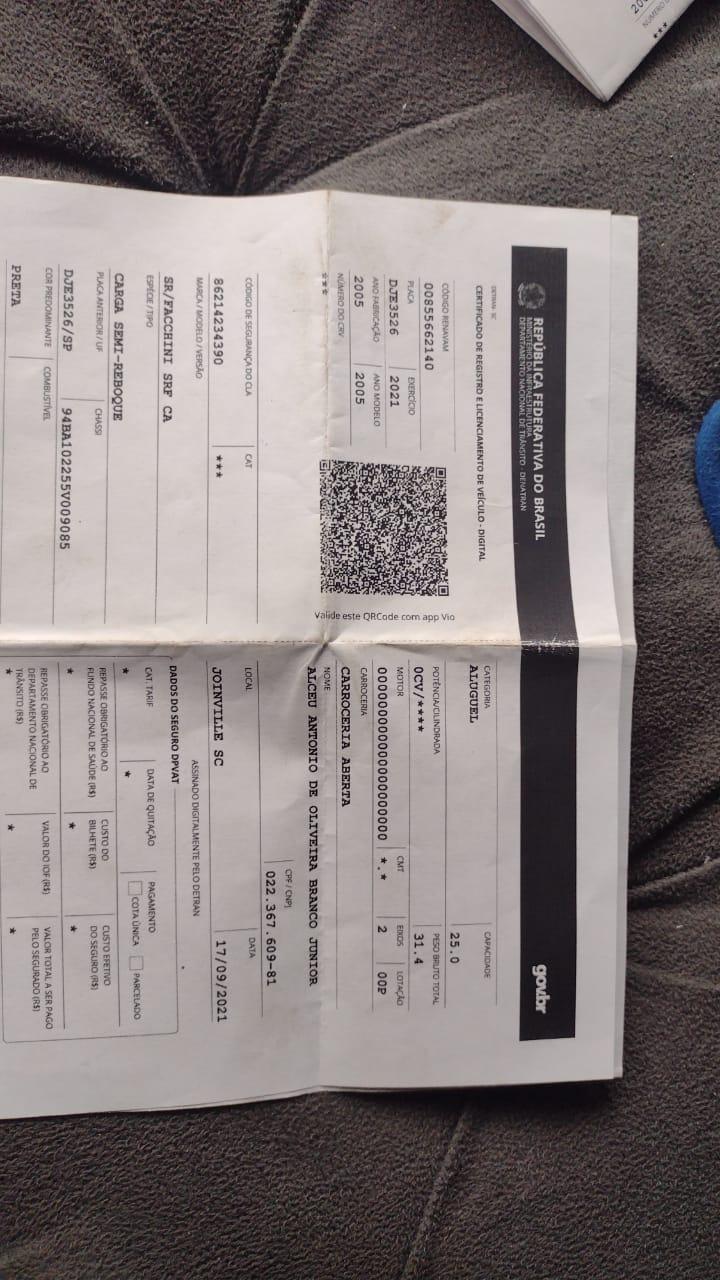 REPÚBLICA FEDERATIVA DO BRASIL
MINISTÉRIO DA INFRAESTRUTURA
DEPARTAMENTO NACIONAL DE TRÂNSITO - DENATRAN
gov.br
DETRAN- SC
CERTIFICADO DE REGISTRO E LICENCIAMENTO DE VEÍCULO - DIGITAL
CÓDIGO RENAVAM
00855662140
PLACA EXERCÍCIO
DJE3526 2021
ANO FABRICAÇÃO ANO MODELO
2005 2005
NÚMERO DO CRV
***
Valide este QRCode com app Vio
CÓDIGO DE SEGURANÇA DO CLA CAT
86214234390 ***
MARCA / MODELO / VERSÃO
SR/FACCHINI SRF CA
ESPÉCIE / TIPO
CARGA SEMI-REBOQUE
PLACA ANTERIOR / UF CHASSI
DJE3526/SP 94BA102255V009085
COR PREDOMINANTE COMBUSTÍVEL
PRETA
CATEGORIA CAPACIDADE
ALUGUEL 25.0
POTÊNCIA/CILINDRADA PESO BRUTO TOTAL
0CV/**** 31.4
MOTOR CMT EIXOS LOTAÇÃO
*.* 2 00P
CARROCERIA
CARROCERIA ABERTA
NOME
ALCEU ANTONIO DE OLIVEIRA BRANCO JUNIOR
CPF / CNPJ
022.367.609-81
LOCAL DATA
JOINVILLE SC 17/09/2021
ASSINADO DIGITALMENTE PELO DETRAN
DADOS DO SEGURO DPVAT
CAT. TARIF DATA DE QUITAÇÃO PAGAMENTO
* * COTA ÚNICA PARCELADO
REPASSE OBRIGATÓRIO AO FUNDO NACIONAL DE SAÚDE (R$) CUSTO DO BILHETE (R$) CUSTO EFETIVO DO SEGURO (R$)
* * *
REPASSE OBRIGATÓRIO AO DEPARTAMENTO NACIONAL DE TRÂNSITO (R$) VALOR DO IOF (R$) VALOR TOTAL A SER PAGO PELO SEGURADO (R$)
* * *
***